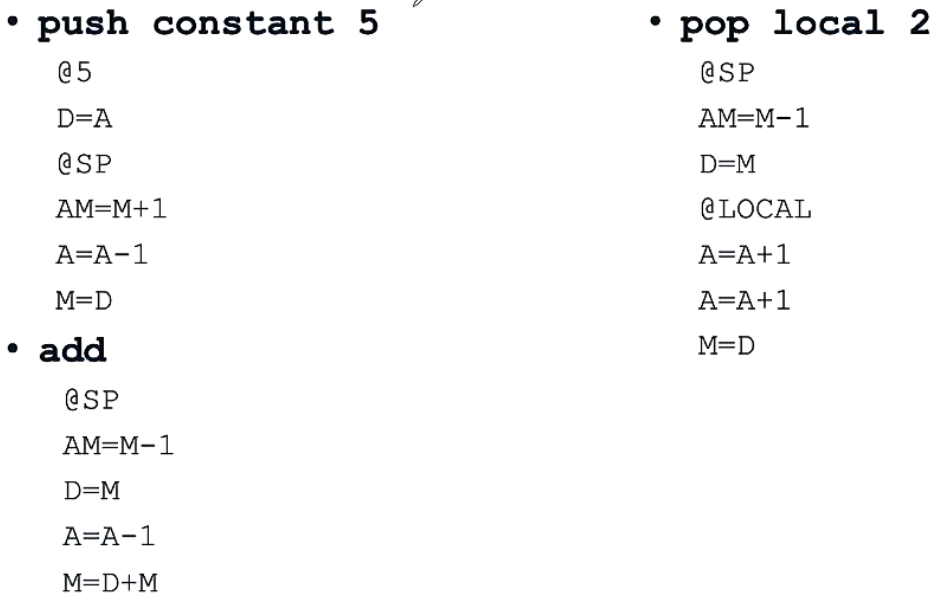 • push constant 5
@5
D=A
@SP
AM=M+1
A=A-1
M=D
• add
@SP
AM=M-1
D=M
A=A-1
M=D+M
• pop local 2
@SP
AM=M-1
D=M
@LOCAL
A=A+1
A=A+1
M=D